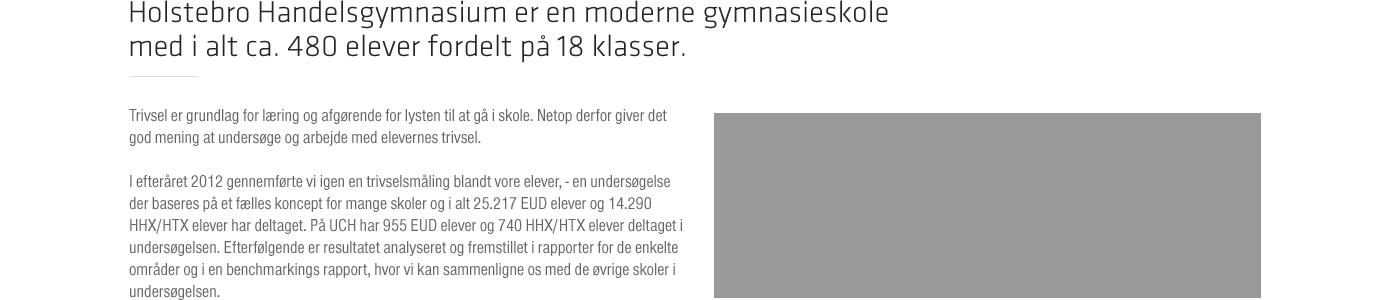 Holstebro Handelsgymnasium er en moderne gymnasieskole
med i alt ca. 480 elever fordelt på 18 klasser.
Trivsel er grundlag for læring og afgørende for lysten til at gå i skole. Netop derfor giver det
god mening at undersøge og arbejde med elevernes trivsel.
I efteråret 2012 gennemførte vi igen en trivselsmåling blandt vore elever, - en undersøgelse
der baseres på et fælles koncept for mange skoler og i alt 25.217 EUD elever og 14.290
HHX/HTX elever har deltaget. På UCH har 955 EUD elever og 740 HHX/HTX elever deltaget i
undersøgelsen. Efterfølgende er resultatet analyseret og fremstillet i rapporter for de enkelte
områder og i en benchmarkings rapport, hvor vi kan sammenligne os med de øvrige skoler i
undersøgelsen.